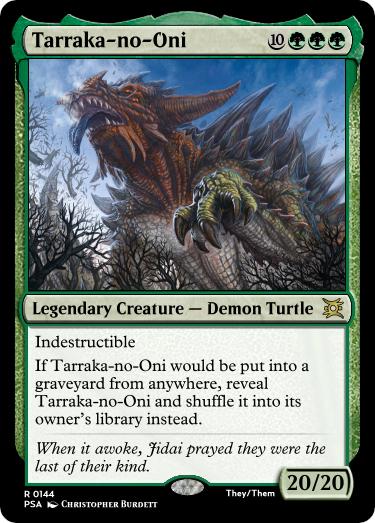 Tarraka-no-Oni 10
Legendary Creature — Demon Turtle
Indestructible
If Tarraka-no-Oni would be put into a
graveyard from anywhere, reveal
Tarraka-no-Oni and shuffle it into its
owner's library instead.
When it awoke, Jidai prayed they were the
last of their kind.
20/20
R 0144
PSA Christopher Burdett
They/Them